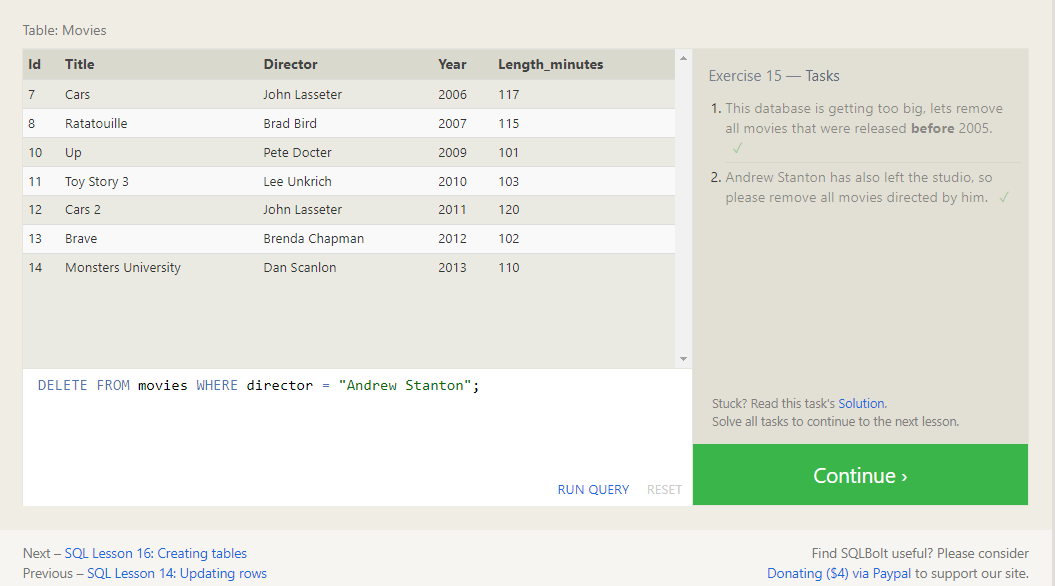 Table: Movies
Id Title Director Year Length_minutes
7 Cars John Lasseter 2006 117
8 Ratatouille Brad Bird 2007 115
10 Up Pete Docter 2009 101
11 Toy Story 3 Lee Unkrich 2010 103
12 Cars 2 John Lasseter 2011 120
13 Brave Brenda Chapman 2012 102
14 Monsters University Dan Scanlon 2013 110
DELETE FROM movies WHERE director = "Andrew Stanton";
RUN QUERY RESET
Exercise 15 — Tasks
1. This database is getting too big, lets remove
all movies that were released before 2005.
✓
2. Andrew Stanton has also left the studio, so
please remove all movies directed by him. ✓
Stuck? Read this task's Solution.
Solve all tasks to continue to the next lesson.
Continue ›
Next – SQL Lesson 16: Creating tables
Previous – SQL Lesson 14: Updating rows
Find SQLBolt useful? Please consider
Donating ($4) via Paypal to support our site.